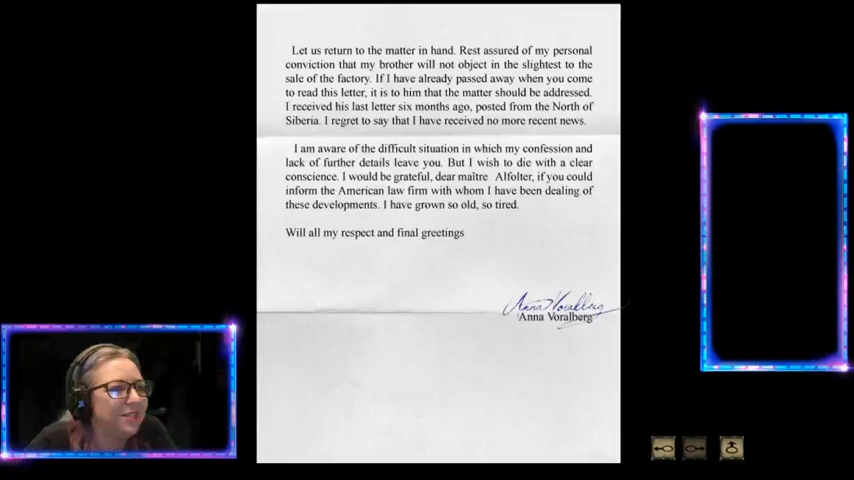 Let us return to the matter in hand. Rest assured of my personal
conviction that my brother will not object in the slightest to the
sale of the factory. If I have already passed away when you come
to read this letter, it is to him that the matter should be addressed.
I received his last letter six months ago, posted from the North of
Siberia. I regret to say that I have received no more recent news.
I am aware of the difficult situation in which my confession and
lack of further details leave you. But I wish to die with a clear
conscience. I would be grateful, dear maître Alfolter, if you could
inform the American law firm with whom I have been dealing of
these developments. I have grown so old, so tired.
Will all my respect and final greetings
Anna Voralberg
Anna Voralberg